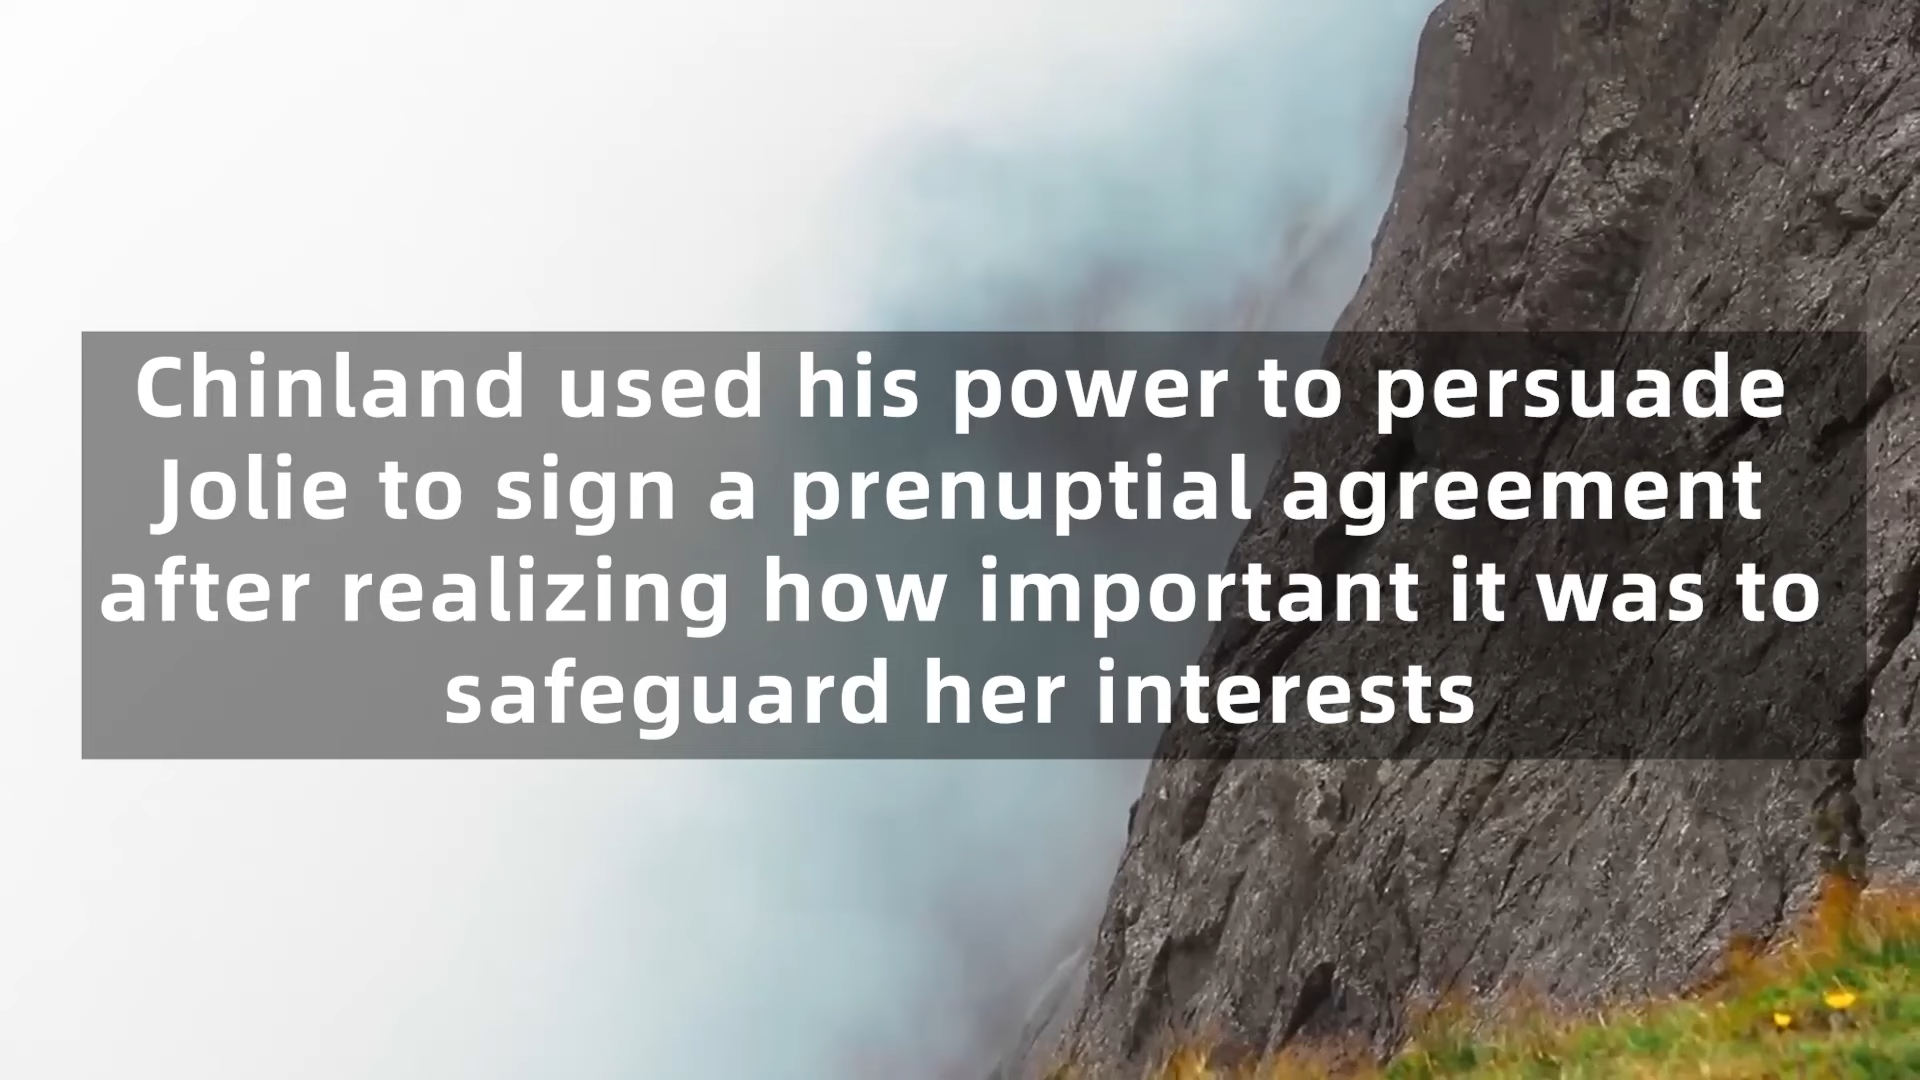 Chinland used his power to persuade
Jolie to sign a prenuptial agreement
after realizing how important it was to
safeguard her interests